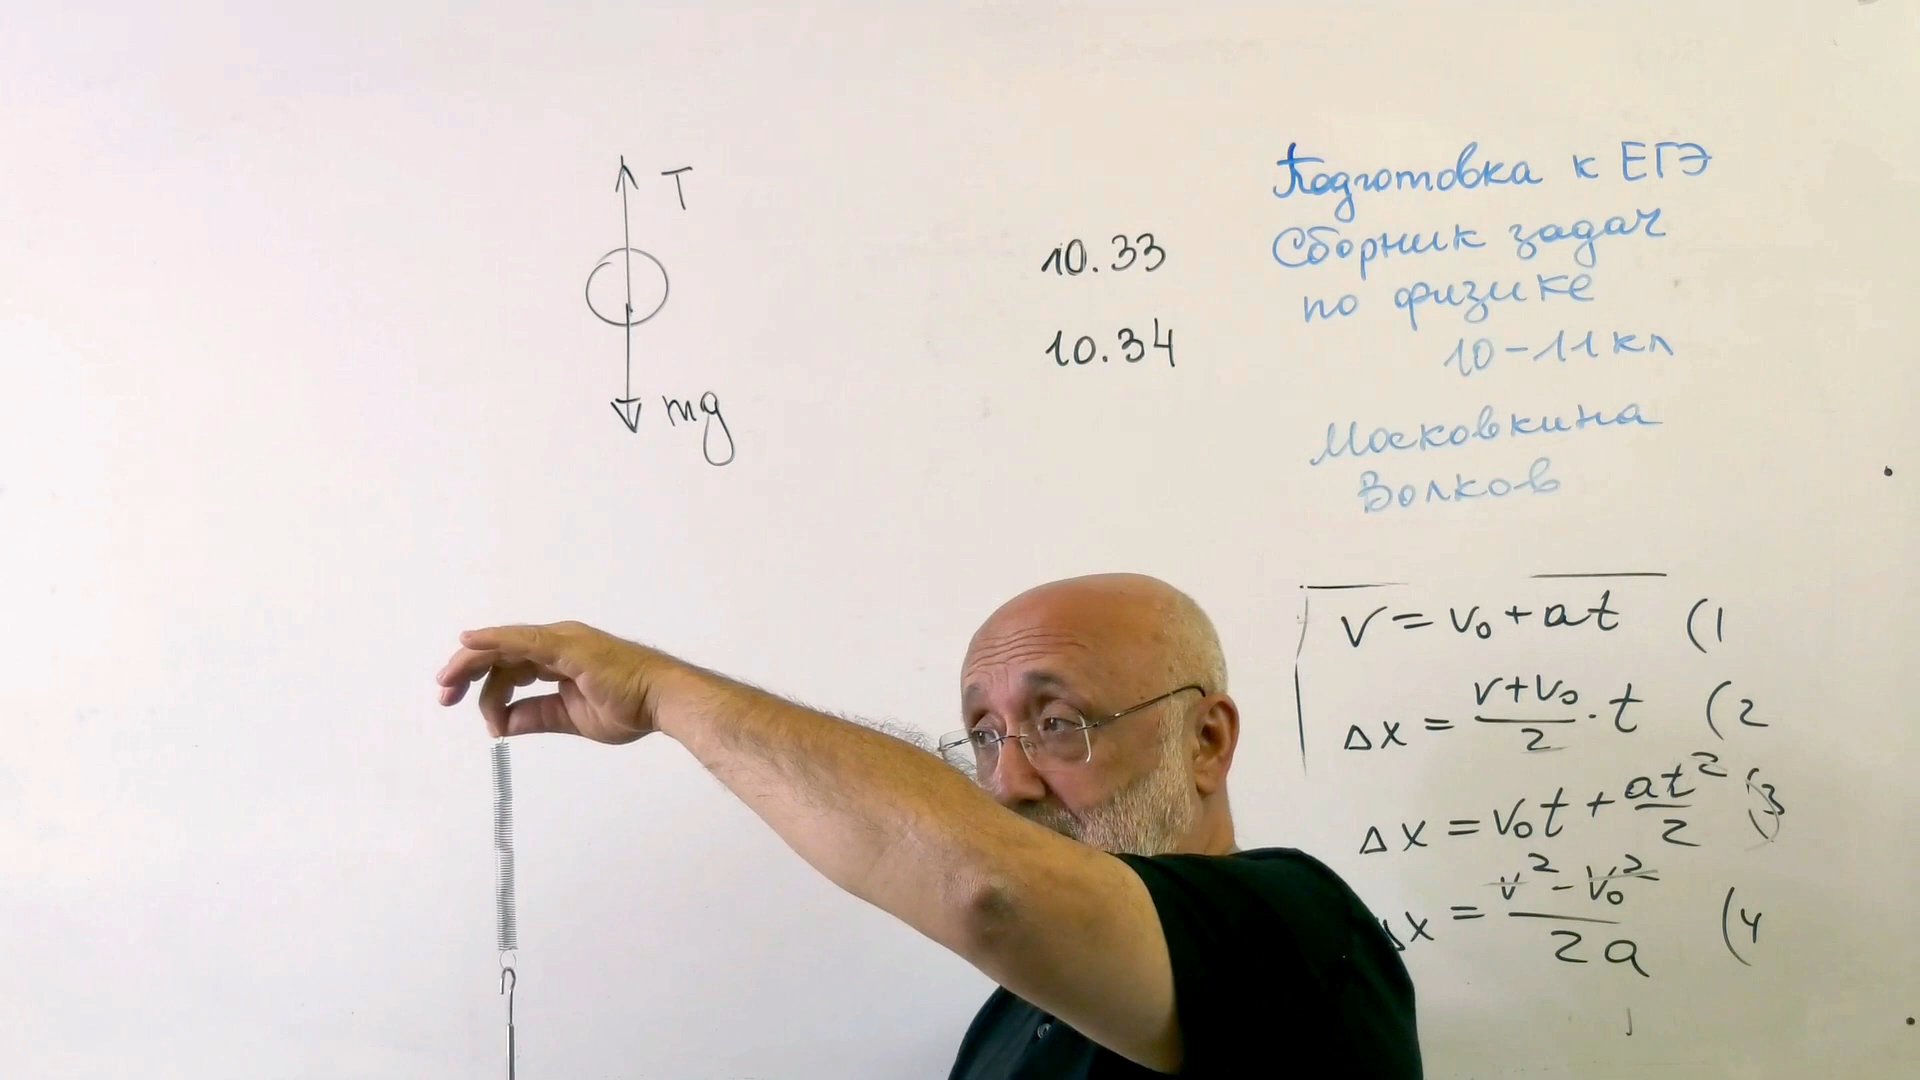 T
mg
10.33
10.34
Подготовка к ЕГЭ
Сборник задач
по физике
10-11 кл
Московкина
Волков
v = v₀ + at (1
Δx = (v+v₀)/2 · t (2
Δx = v₀t + at²/2 (3
Δx = (v² - v₀²)/2a (4